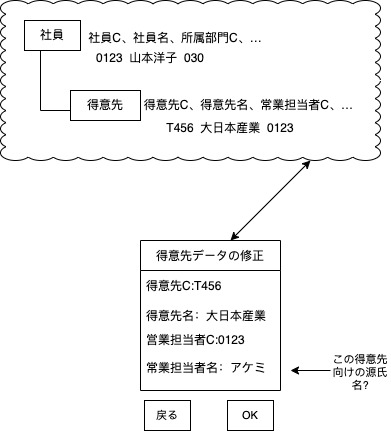 社員
社員C、社員名、所属部門C、…
0123 山本洋子 030
得意先
得意先C、得意先名、常業担当者C、…
T456 大日本産業 0123
得意先データの修正
得意先C:T456
得意先名：大日本産業
営業担当者C:0123
常業担当者名：アケミ
この得意先
向けの源氏
名?
戻る
OK